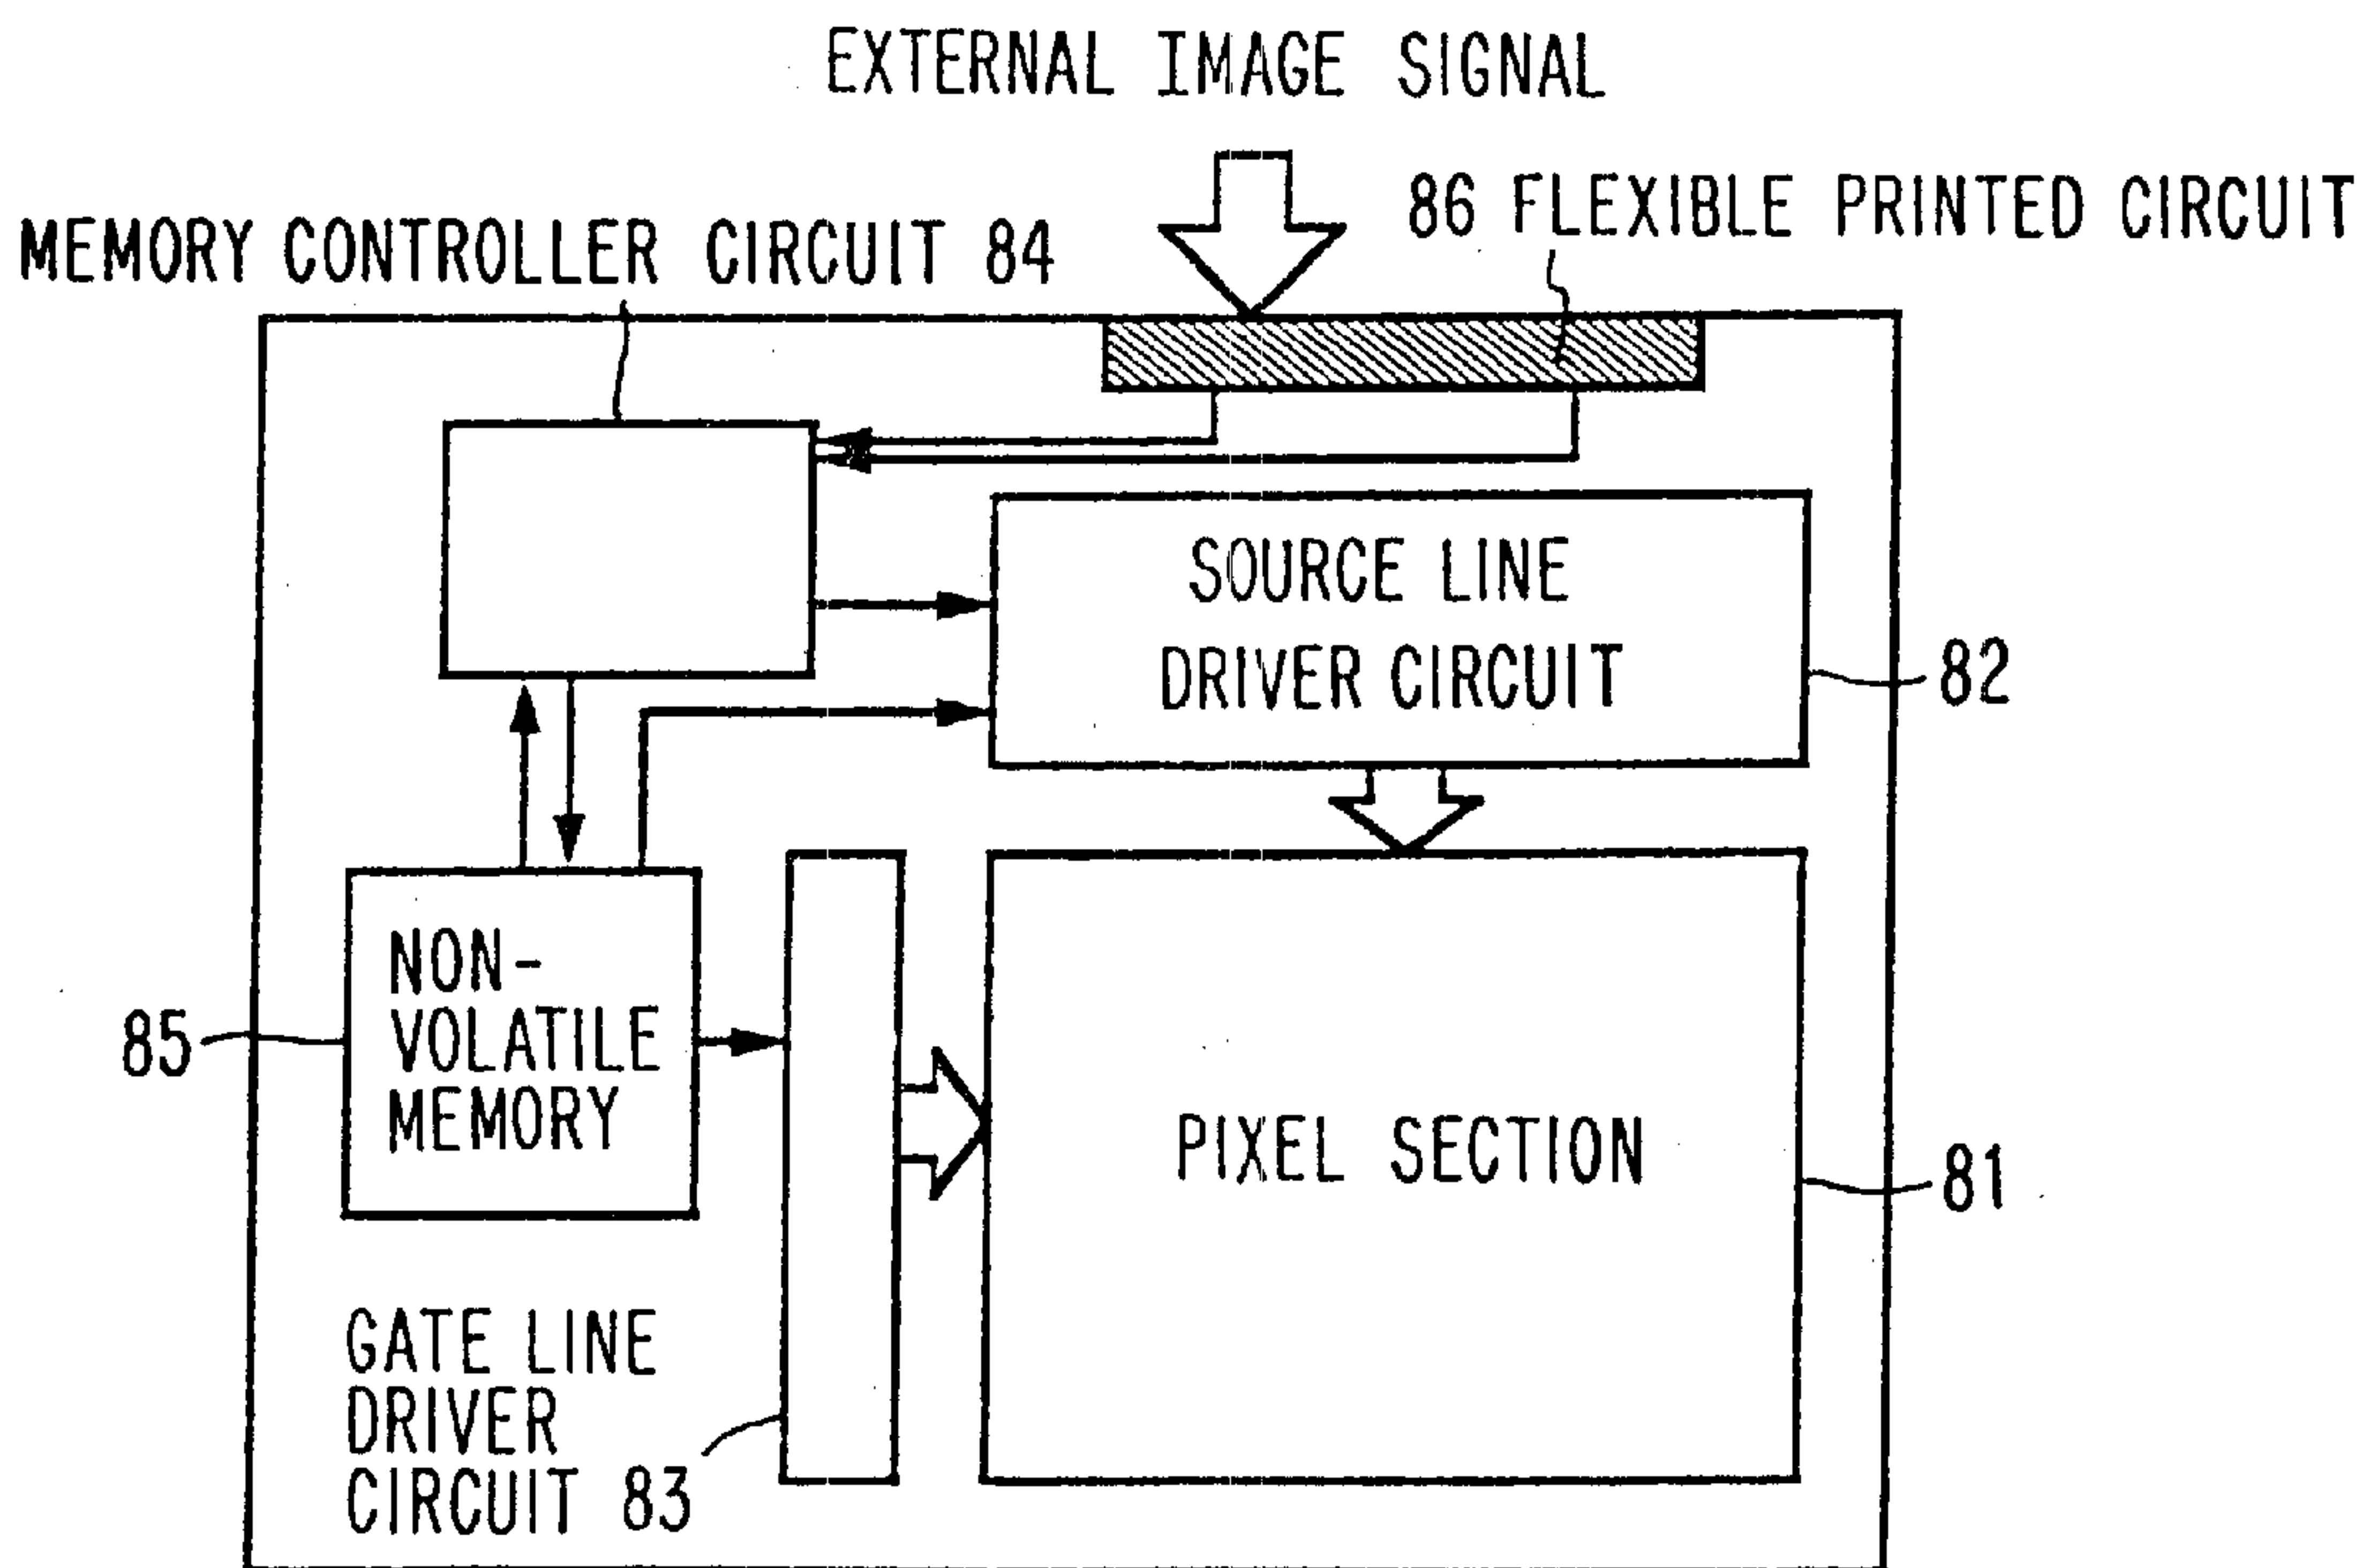 EXTERNAL IMAGE SIGNAL
86 FLEXIBLE PRINTED CIRCUIT
MEMORY CONTROLLER CIRCUIT 84
SOURCE LINE
DRIVER CIRCUIT
82
NON-
VOLATILE
MEMORY
85
PIXEL SECTION
81
GATE LINE
DRIVER
CIRCUIT 83